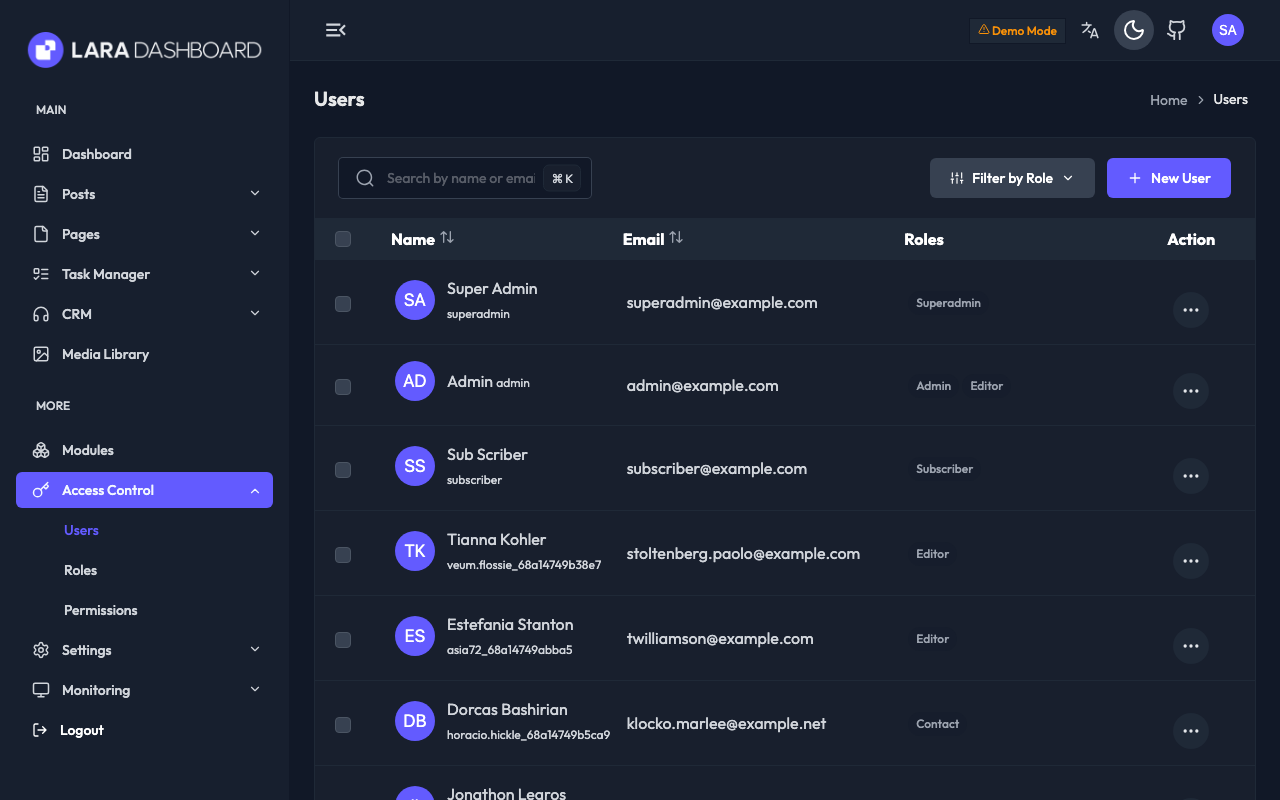 LARA DASHBOARD
Demo Mode
SA
MAIN
Dashboard
Posts
Pages
Task Manager
CRM
Media Library
MORE
Modules
Access Control
Users
Roles
Permissions
Settings
Monitoring
Logout
Users
Home > Users
Search by name or emai
⌘ K
Filter by Role
+ New User
Name Email Roles Action
SA Super Admin superadmin@example.com Superadmin
superadmin
AD Admin admin admin@example.com Admin Editor
SS Sub Scriber subscriber@example.com Subscriber
subscriber
TK Tianna Kohler stoltenberg.paolo@example.com Editor
veum.flossie_68a14749b38e7
ES Estefania Stanton twilliamson@example.com Editor
asia72_68a14749abba5
DB Dorcas Bashirian klocko.marlee@example.net Contact
horacio.hickle_68a14749b5ca9
Jonathon Legros